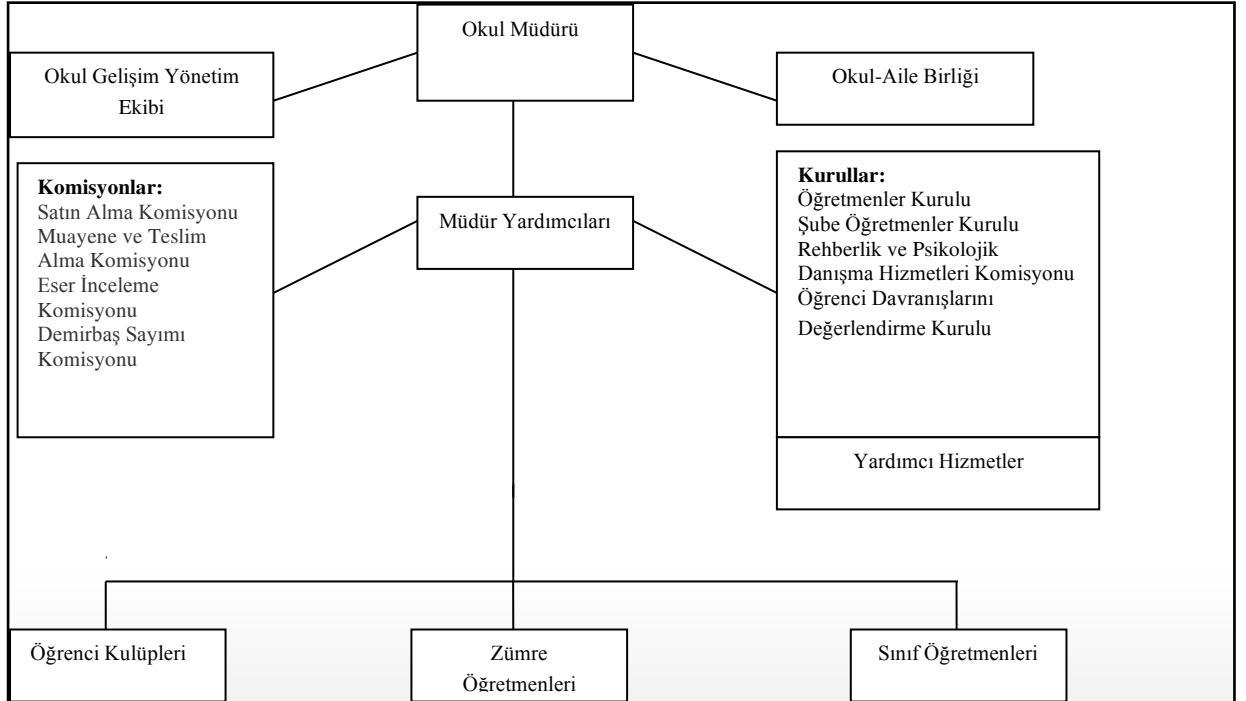 Okul Müdürü
Okul Gelişim Yönetim
Ekibi
Okul-Aile Birliği
Komisyonlar:
Satın Alma Komisyonu
Muayene ve Teslim
Alma Komisyonu
Eser İnceleme
Komisyonu
Demirbaş Sayımı
Komisyonu
Müdür Yardımcıları
Kurullar:
Öğretmenler Kurulu
Şube Öğretmenler Kurulu
Rehberlik ve Psikolojik
Danışma Hizmetleri Komisyonu
Öğrenci Davranışlarını
Değerlendirme Kurulu
Yardımcı Hizmetler
Öğrenci Kulüpleri
Zümre
Öğretmenleri
Sınıf Öğretmenleri